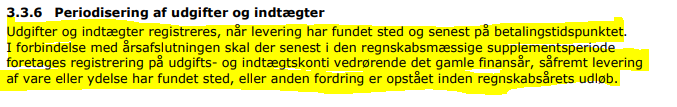 3.3.6 Periodisering af udgifter og indtægter
Udgifter og indtægter registreres, når levering har fundet sted og senest på betalingstidspunktet.
I forbindelse med årsafslutningen skal der senest i den regnskabsmæssige supplementsperiode
foretages registrering på udgifts- og indtægtskonti vedrørende det gamle finansår, såfremt levering
af vare eller ydelse har fundet sted, eller anden fordring er opstået inden regnskabsårets udløb.